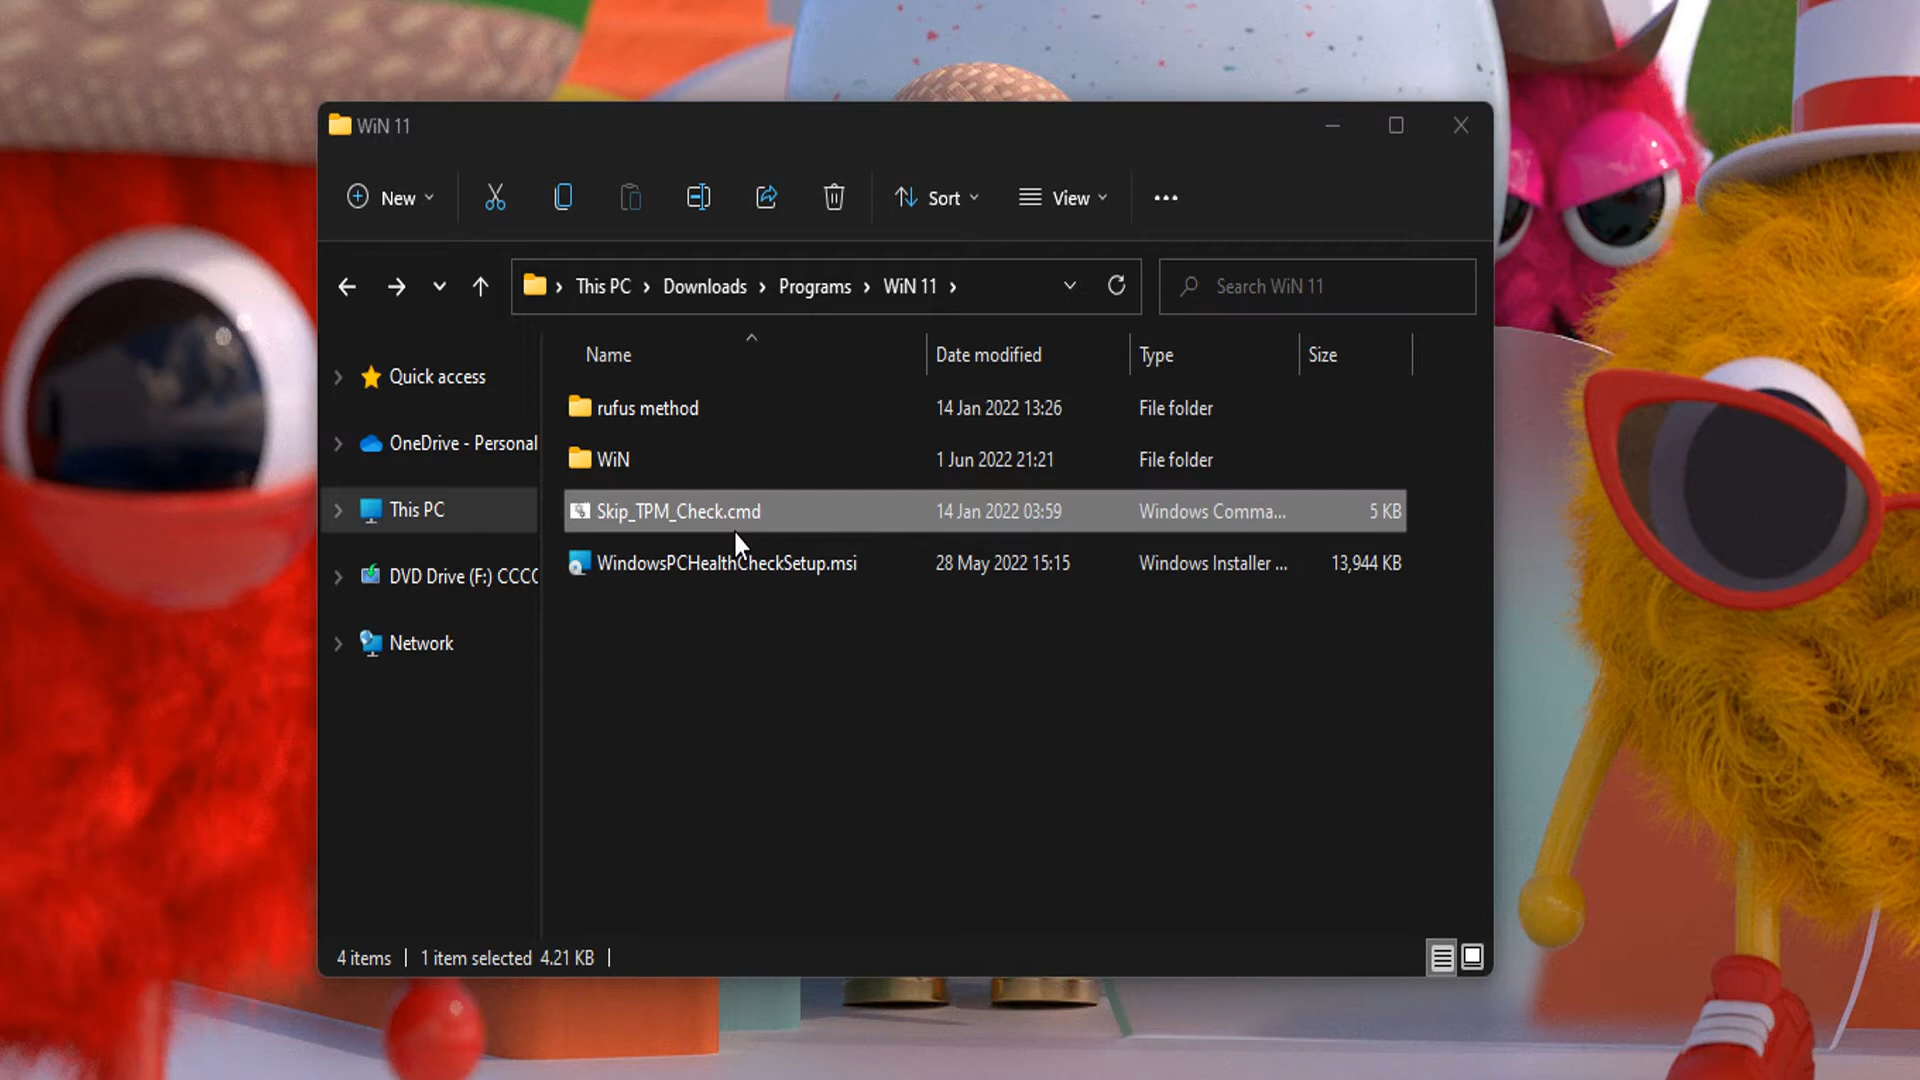 WiN 11
New
Sort
View
This PC
Downloads
Programs
WiN 11
Search WiN 11
Name
Date modified
Type
Size
Quick access
OneDrive - Personal
This PC
DVD Drive (F:) CCC
Network
rufus method
14 Jan 2022 13:26
File folder
WiN
1 Jun 2022 21:21
File folder
Skip_TPM_Check.cmd
14 Jan 2022 03:59
Windows Comma...
5 KB
WindowsPCHealthCheckSetup.msi
28 May 2022 15:15
Windows Installer ...
13,944 KB
4 items
1 item selected 4.21 KB